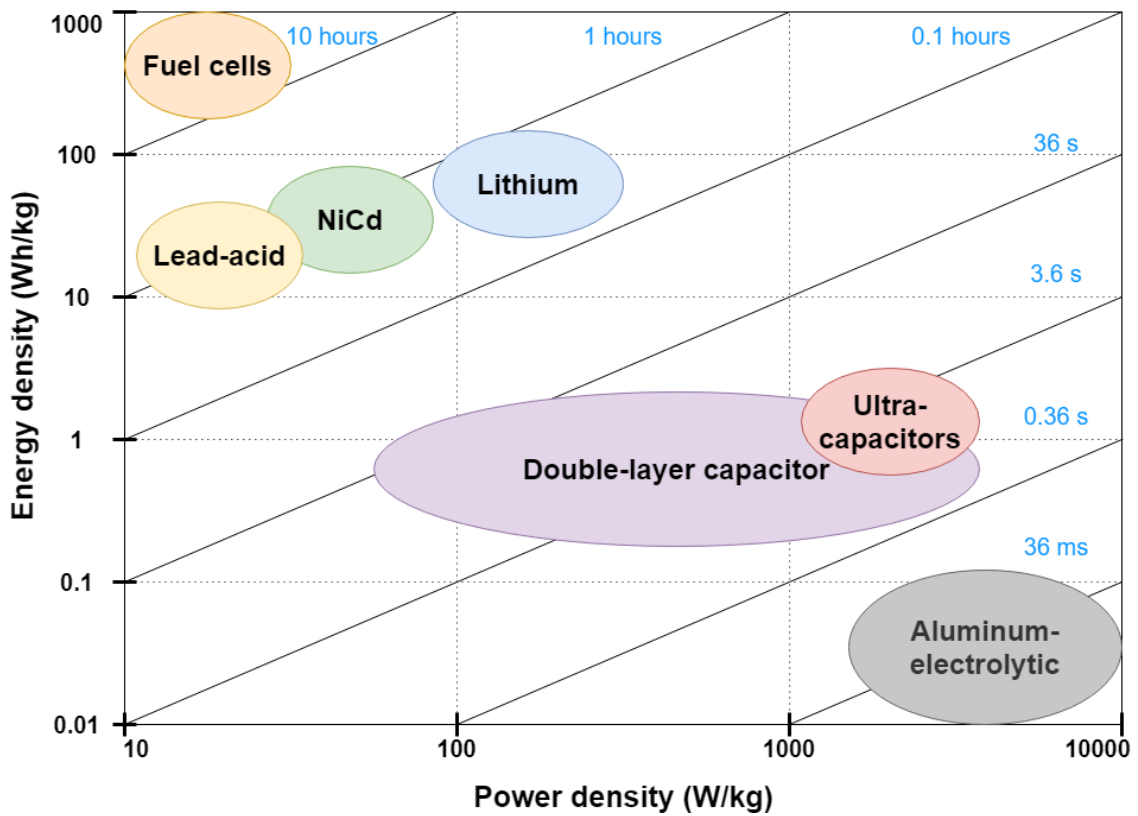 1000
10 hours
1 hours
0.1 hours
Fuel cells
100
36 s
Lithium
NiCd
Lead-acid
3.6 s
10
Ultra-
capacitors
0.36 s
1
Double-layer capacitor
36 ms
0.1
Aluminum-
electrolytic
0.01
10
100
1000
10000
Energy density (Wh/kg)
Power density (W/kg)